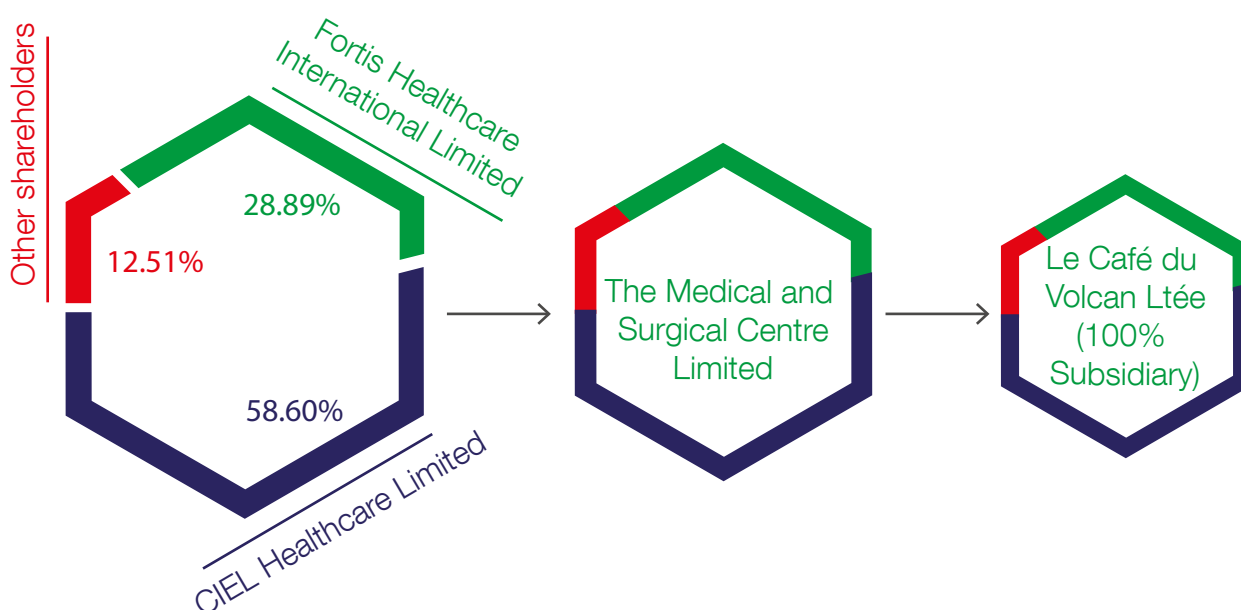 Other shareholders
Fortis Healthcare
International Limited
28.89%
12.51%
58.60%
CIEL Healthcare Limited
The Medical and
Surgical Centre
Limited
Le Café du
Volcan Ltée
(100%
Subsidiary)